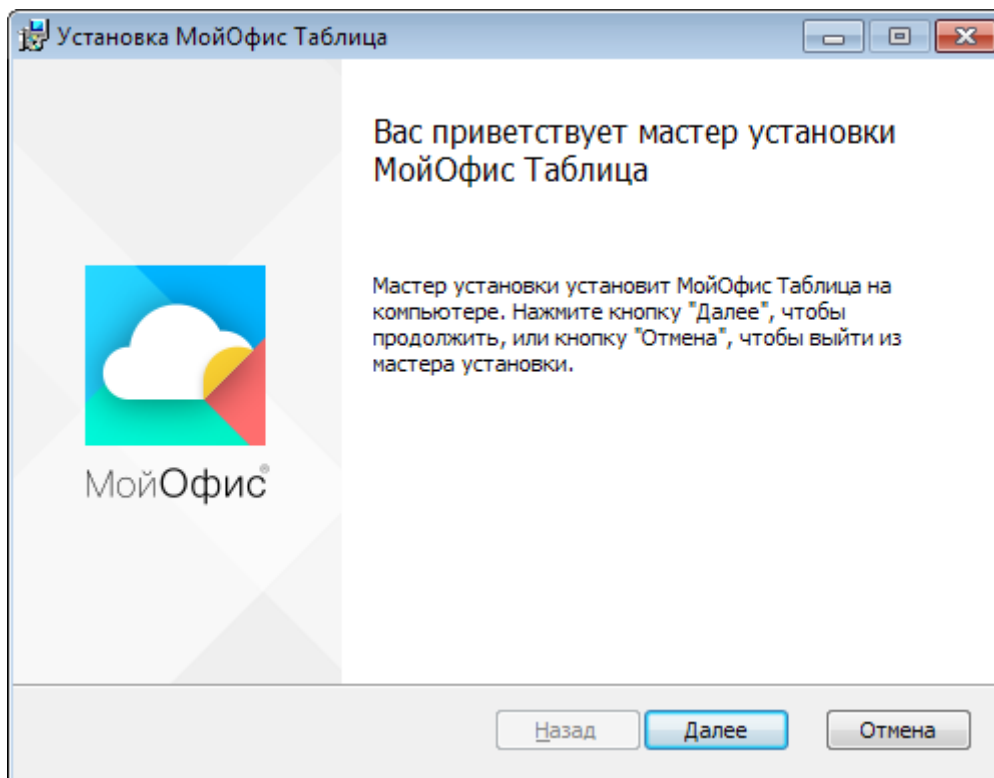 Установка МойОфис Таблица
Вас приветствует мастер установки
МойОфис Таблица
Мастер установки установит МойОфис Таблица на
компьютере. Нажмите кнопку "Далее", чтобы
продолжить, или кнопку "Отмена", чтобы выйти из
мастера установки.
МойОфис®
Назад Далее Отмена